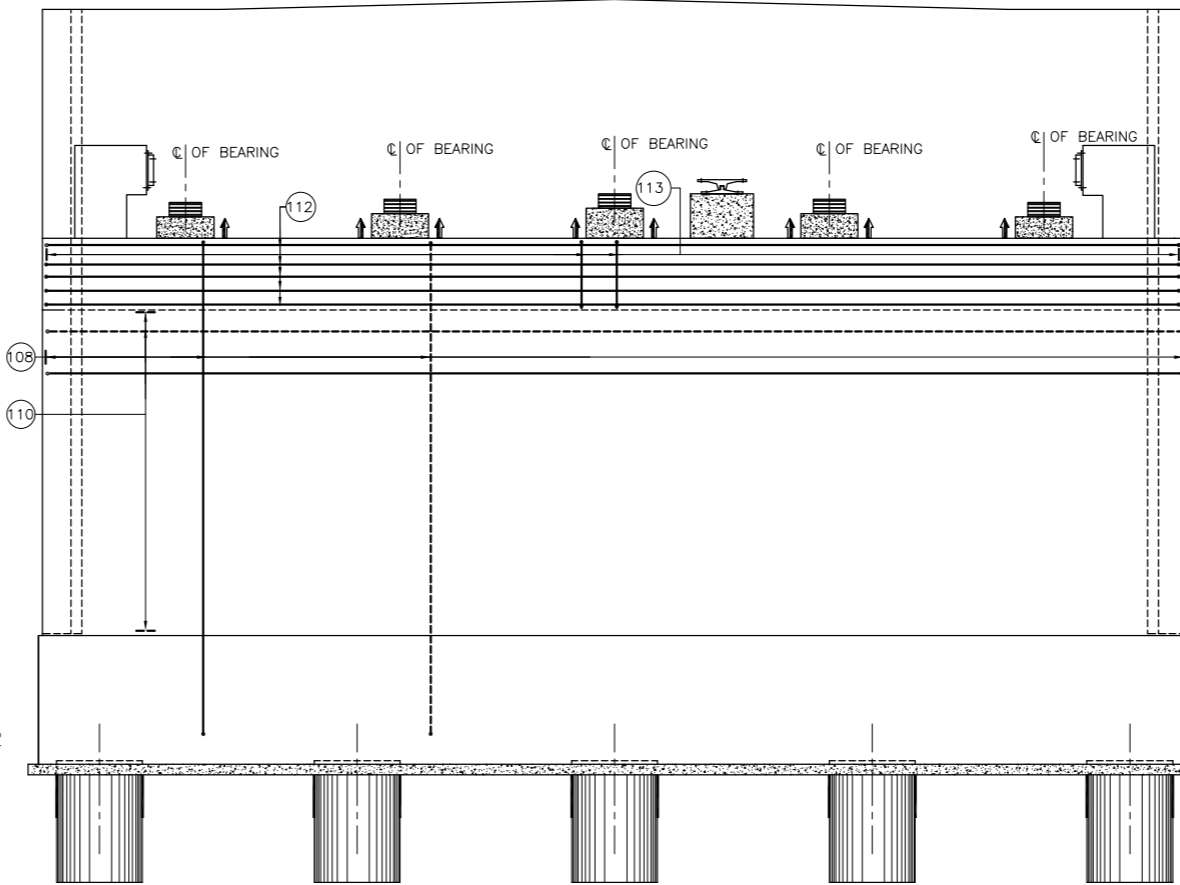 ℄ OF BEARING
℄ OF BEARING
℄ OF BEARING
℄ OF BEARING
℄ OF BEARING
113
112
108
110